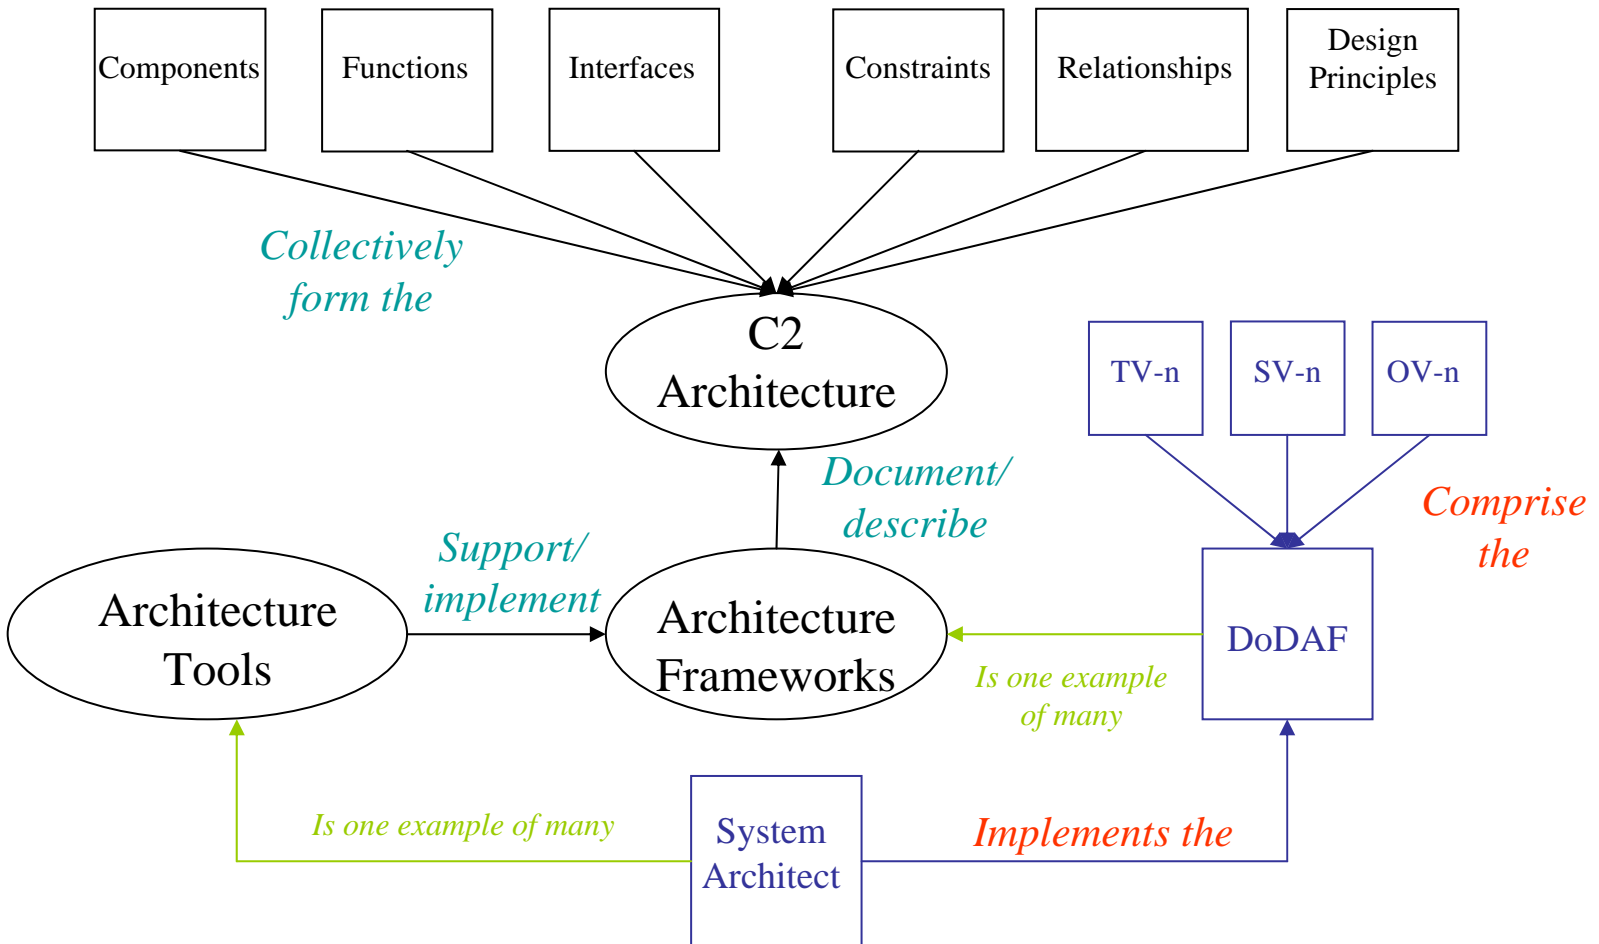 Components
Functions
Interfaces
Constraints
Relationships
Design
Principles
Collectively
form the
C2
Architecture
TV-n
SV-n
OV-n
Document/
describe
Comprise
the
Support/
implement
Architecture
Tools
Architecture
Frameworks
DoDAF
Is one example
of many
Is one example of many
System
Architect
Implements the